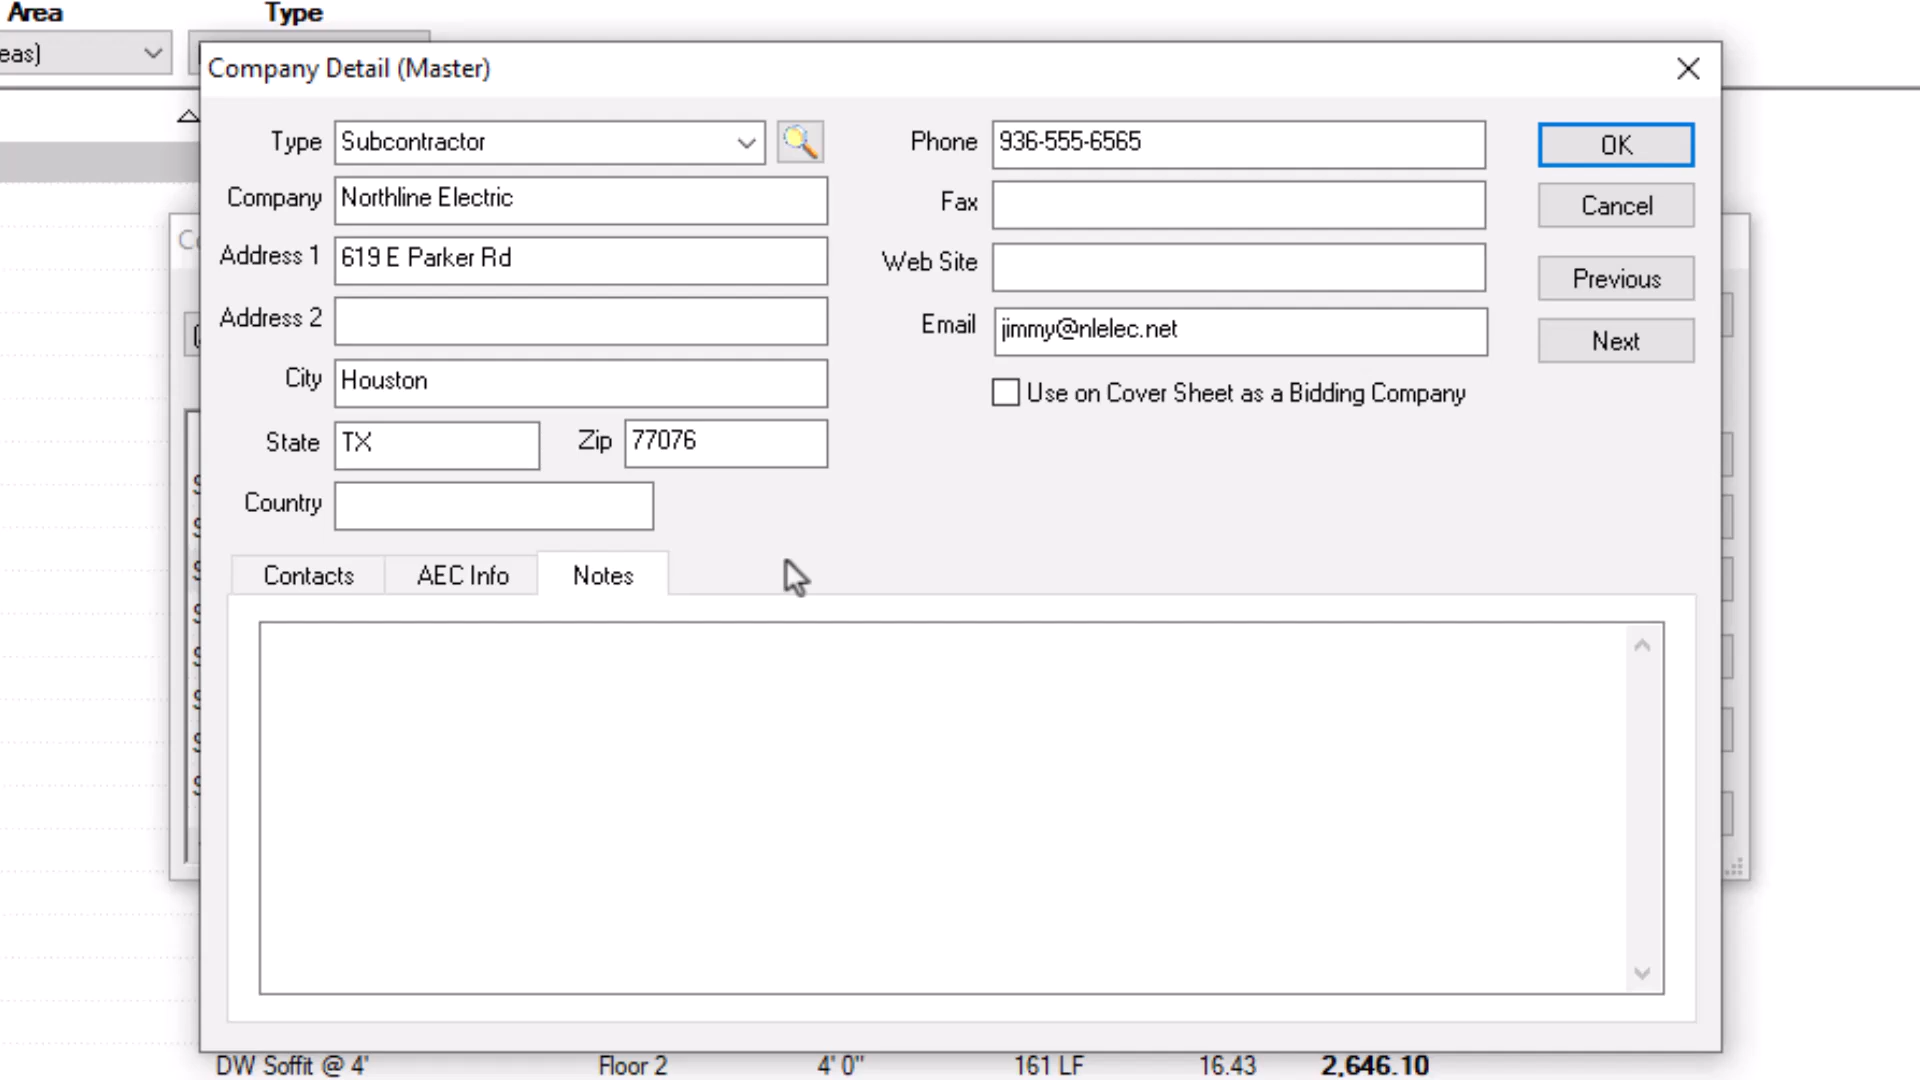 Area Type
eas)
Company Detail (Master)
Type Subcontractor
Company Northline Electric
Address 1 619 E Parker Rd
Address 2
City Houston
State TX Zip 77076
Country
Phone 936-555-6565
Fax
Web Site
Email jimmy@nlelec.net
Use on Cover Sheet as a Bidding Company
OK
Cancel
Previous
Next
Contacts AEC Info Notes
DW Soffit @ 4' Floor 2 4' 0" 161 LF 16.43 2,646.10